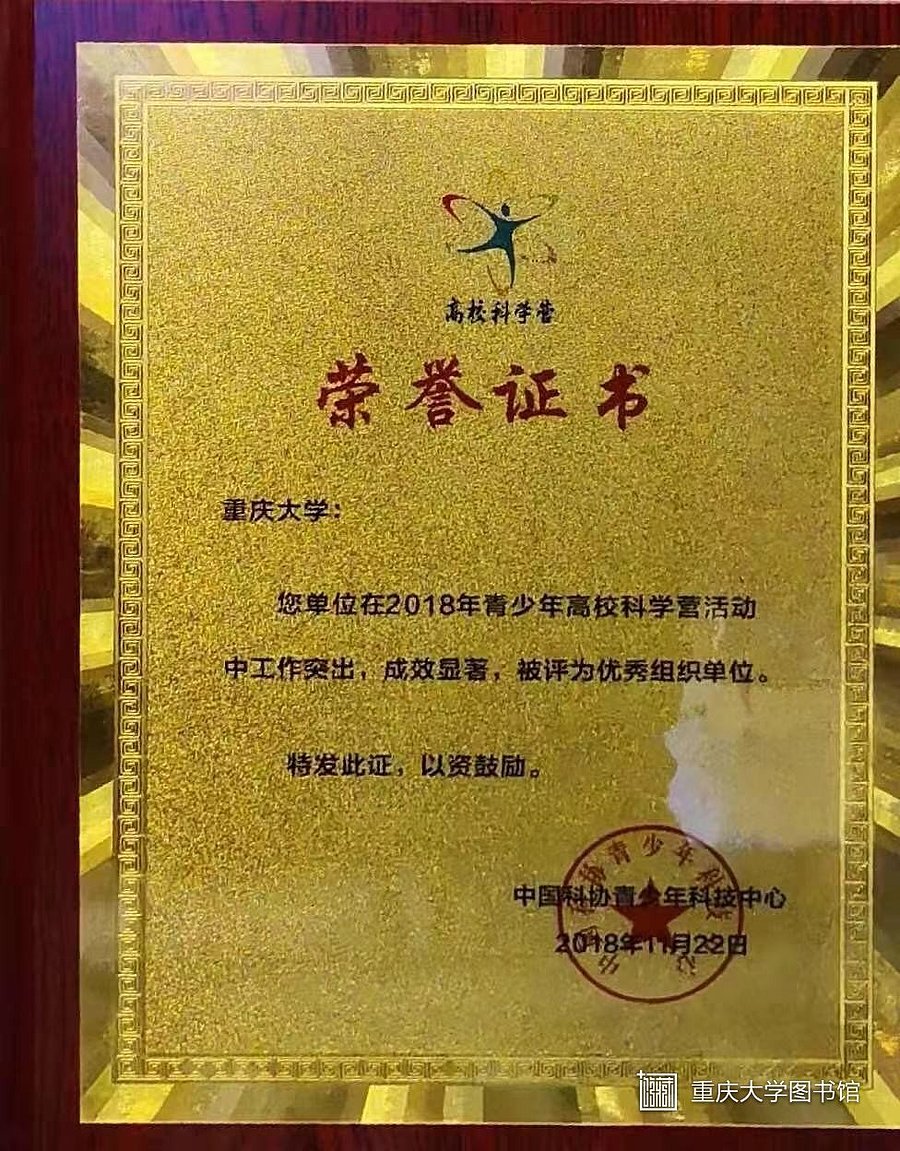 高校科学营
荣誉证书
重庆大学：
您单位在2018年青少年高校科学营活动
中工作突出，成效显著，被评为优秀组织单位。
特发此证，以资鼓励。
中国科协青少年科技中心
2018年11月22日
重庆大学图书馆